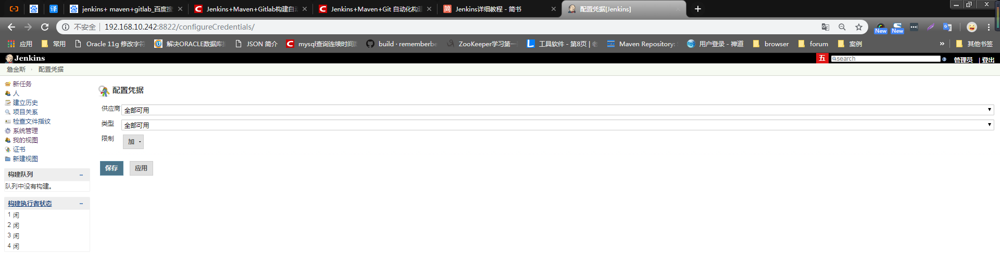 jenkins+ maven+gitlab_百度搜
Jenkins+Maven+Gitlab构建自动
Jenkins+Maven+Git 自动化构建
Jenkins详细教程 - 简书
配置凭据[Jenkins]
不安全 | 192.168.10.242:8822/configureCredentials/
New New
应用 常用 Oracle 11g 修改字符 解决ORACLE数据库 JSON 简介 mysql查询连续时间 build · rememberbe ZooKeeper学习第一 工具软件 - 第8页 | 老 Maven Repository: 用户登录 - 禅道 browser forum 案例 » 其他书签
Jenkins 五 search 管理员 | 登出
詹金斯 配置凭据
新任务
人
建立历史
项目关系
检查文件指纹
系统管理
我的视图
证书
新建视图
构建队列
队列中没有构建。
构建执行者状态
1 闲
2 闲
3 闲
4 闲
配置凭据
供应商 全部可用
类型 全部可用
限制 加
保存 应用